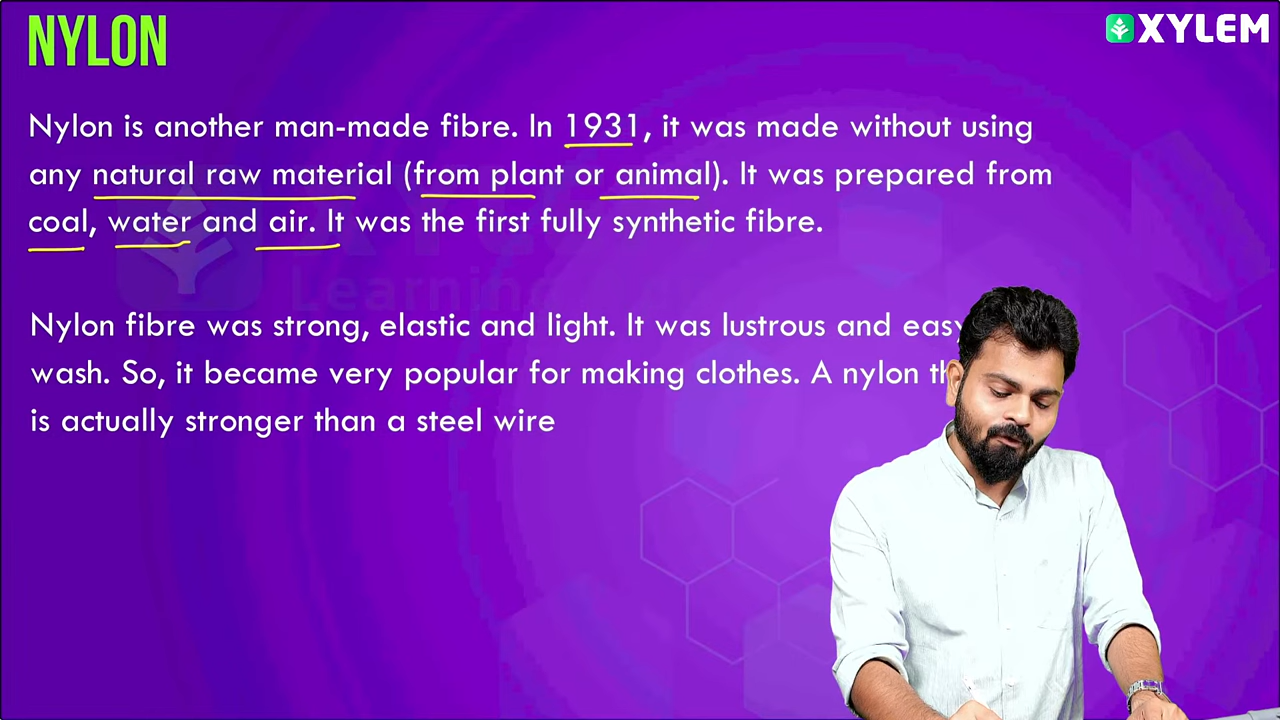 NYLON
XYLEM
Nylon is another man-made fibre. In 1931, it was made without using
any natural raw material (from plant or animal). It was prepared from
coal, water and air. It was the first fully synthetic fibre.
Learning
Nylon fibre was strong, elastic and light. It was lustrous and easy
wash. So, it became very popular for making clothes. A nylon
is actually stronger than a steel wire